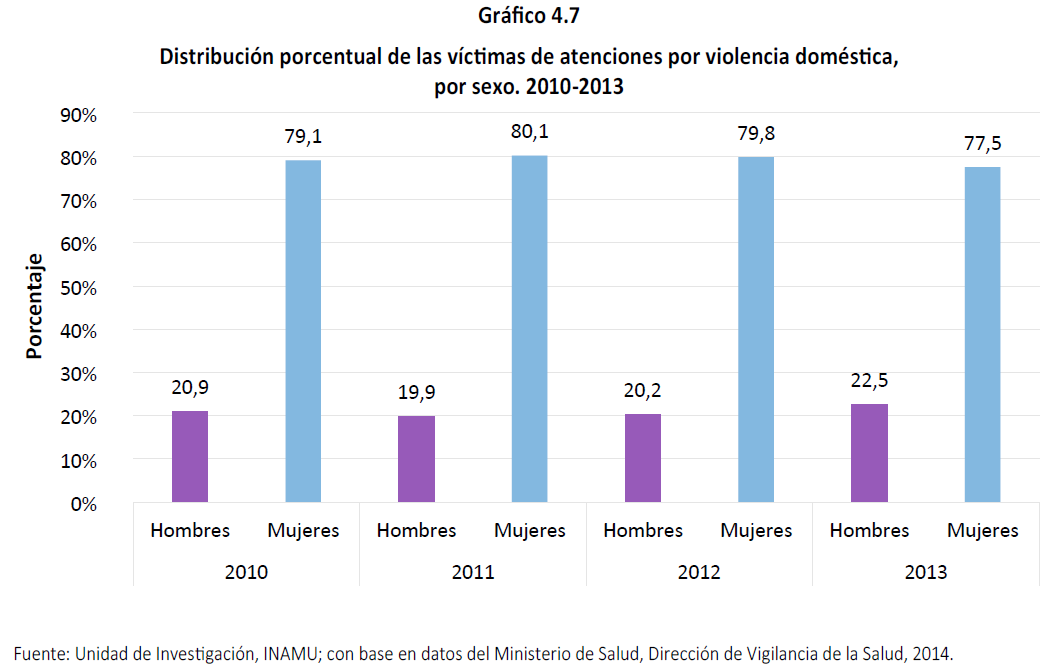 Gráfico 4.7
Distribución porcentual de las víctimas de atenciones por violencia doméstica,
por sexo. 2010-2013
Porcentaje
90%
80%
70%
60%
50%
40%
30%
20%
10%
0%
20,9
79,1
19,9
80,1
20,2
79,8
22,5
77,5
Hombres Mujeres Hombres Mujeres Hombres Mujeres Hombres Mujeres
2010 2011 2012 2013
Fuente: Unidad de Investigación, INAMU; con base en datos del Ministerio de Salud, Dirección de Vigilancia de la Salud, 2014.